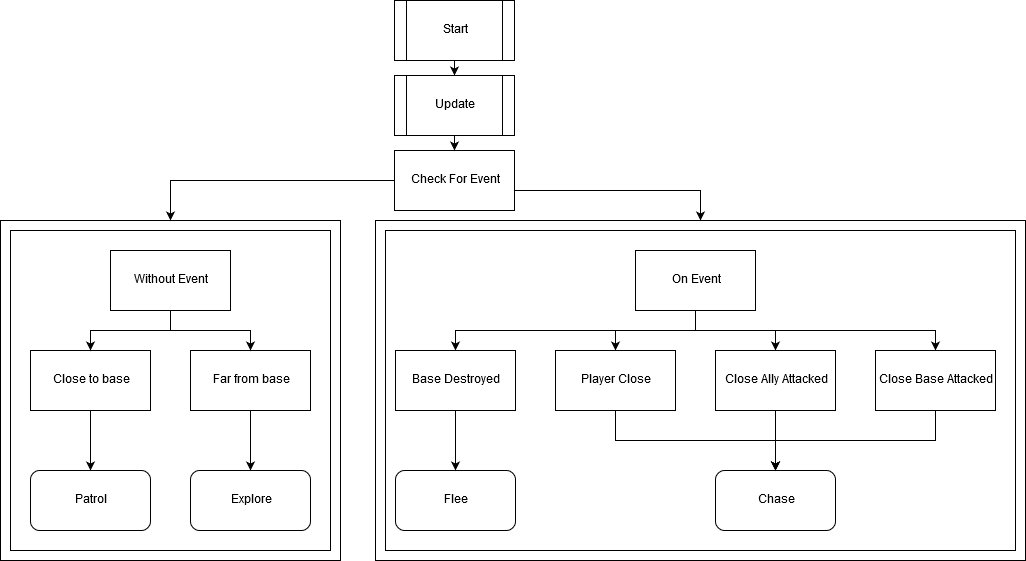 Start
Update
Check For Event
Without Event
On Event
Close to base
Far from base
Base Destroyed
Player Close
Close Ally Attacked
Close Base Attacked
Patrol
Explore
Flee
Chase